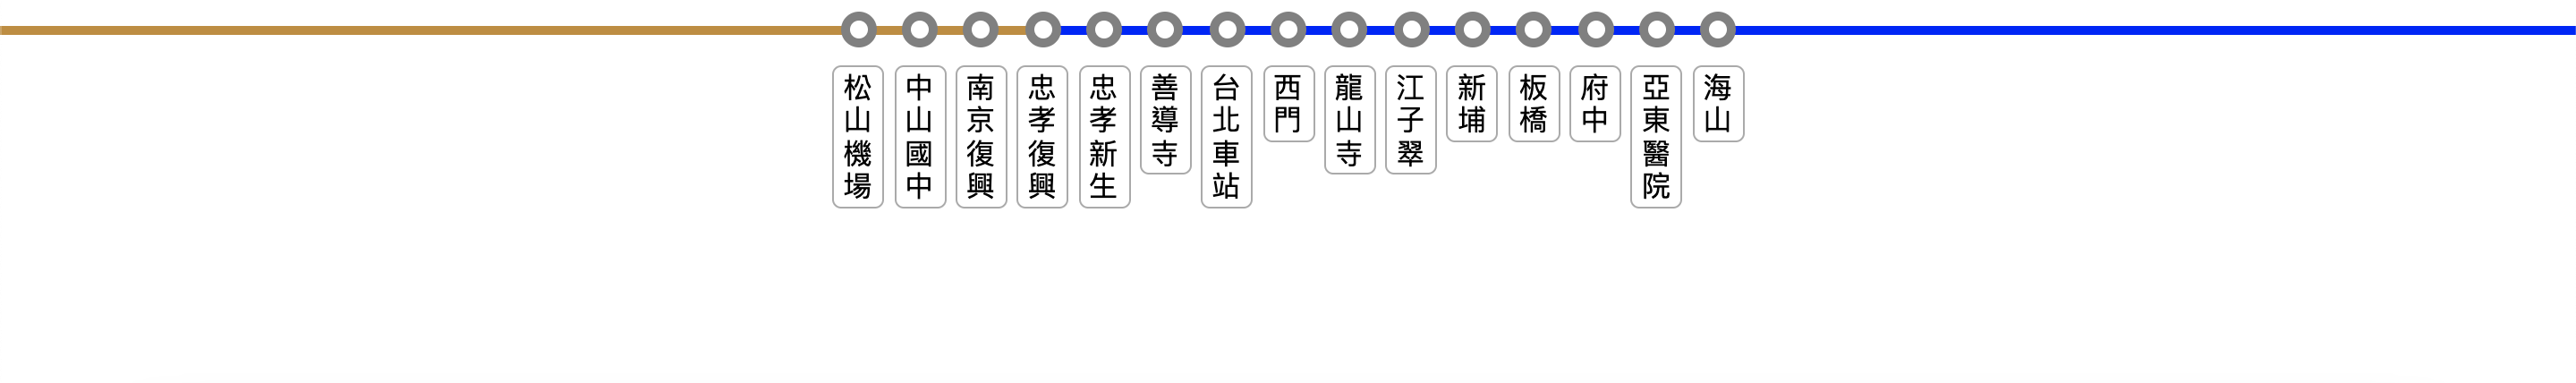 松山機場
中山國中
南京復興
忠孝復興
忠孝新生
善導寺
台北車站
西門
龍山寺
江子翠
新埔
板橋
府中
亞東醫院
海山